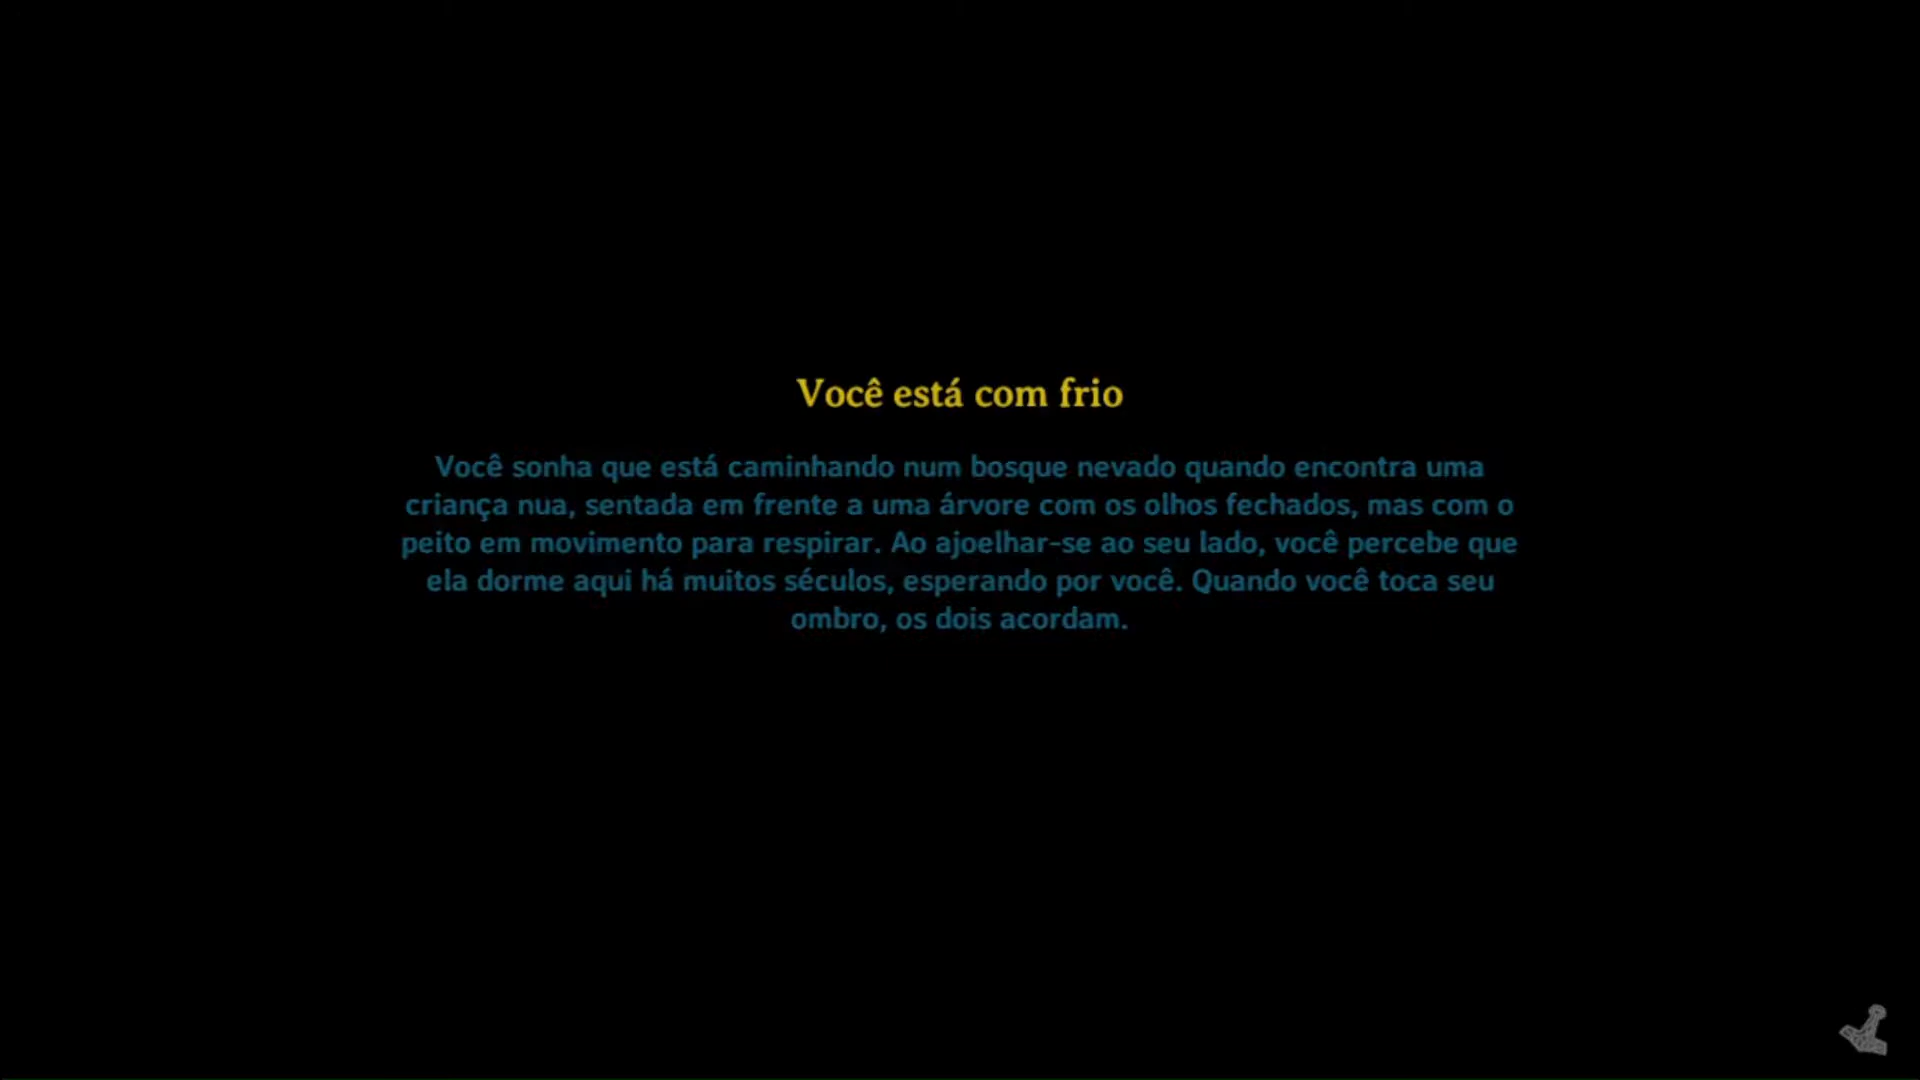 Você está com frio
Você sonha que está caminhando num bosque nevado quando encontra uma
criança nua, sentada em frente a uma árvore com os olhos fechados, mas com o
peito em movimento para respirar. Ao ajoelhar-se ao seu lado, você percebe que
ela dorme aqui há muitos séculos, esperando por você. Quando você toca seu
ombro, os dois acordam.